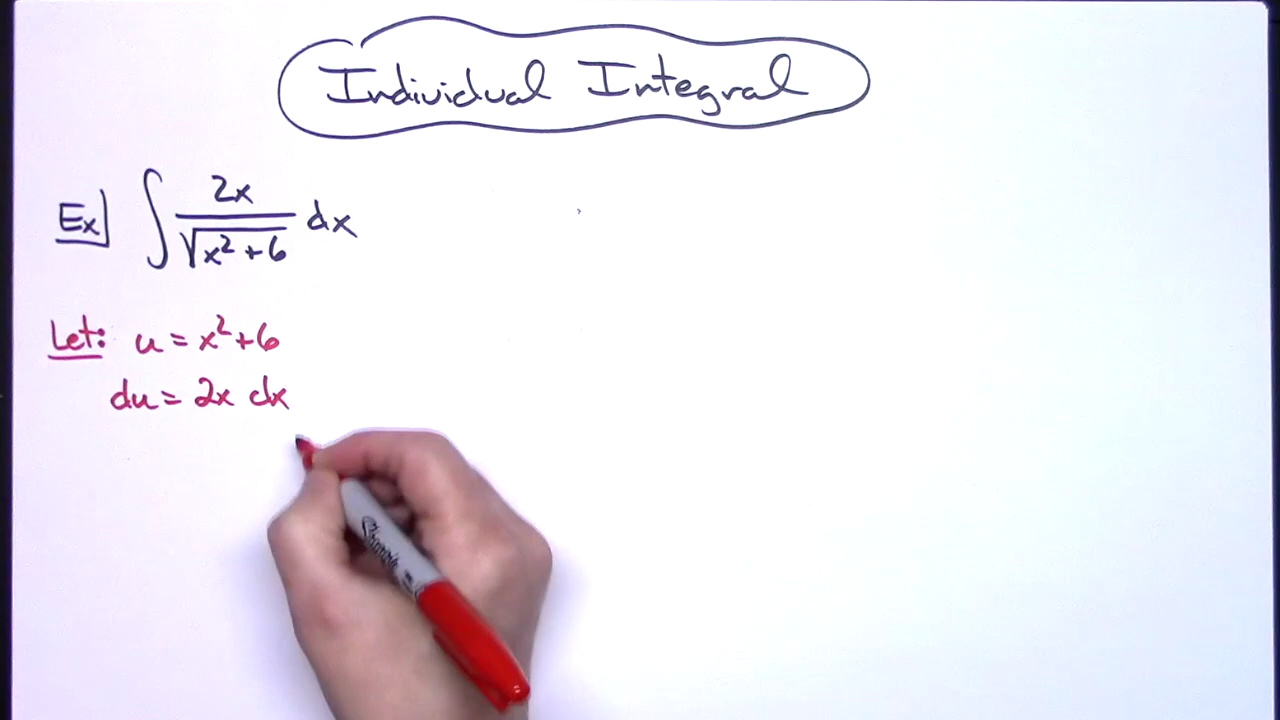 Individual Integral
Ex] ∫ 2x/√(x²+6) dx
Let: u = x²+6
du = 2x dx
Sharpie